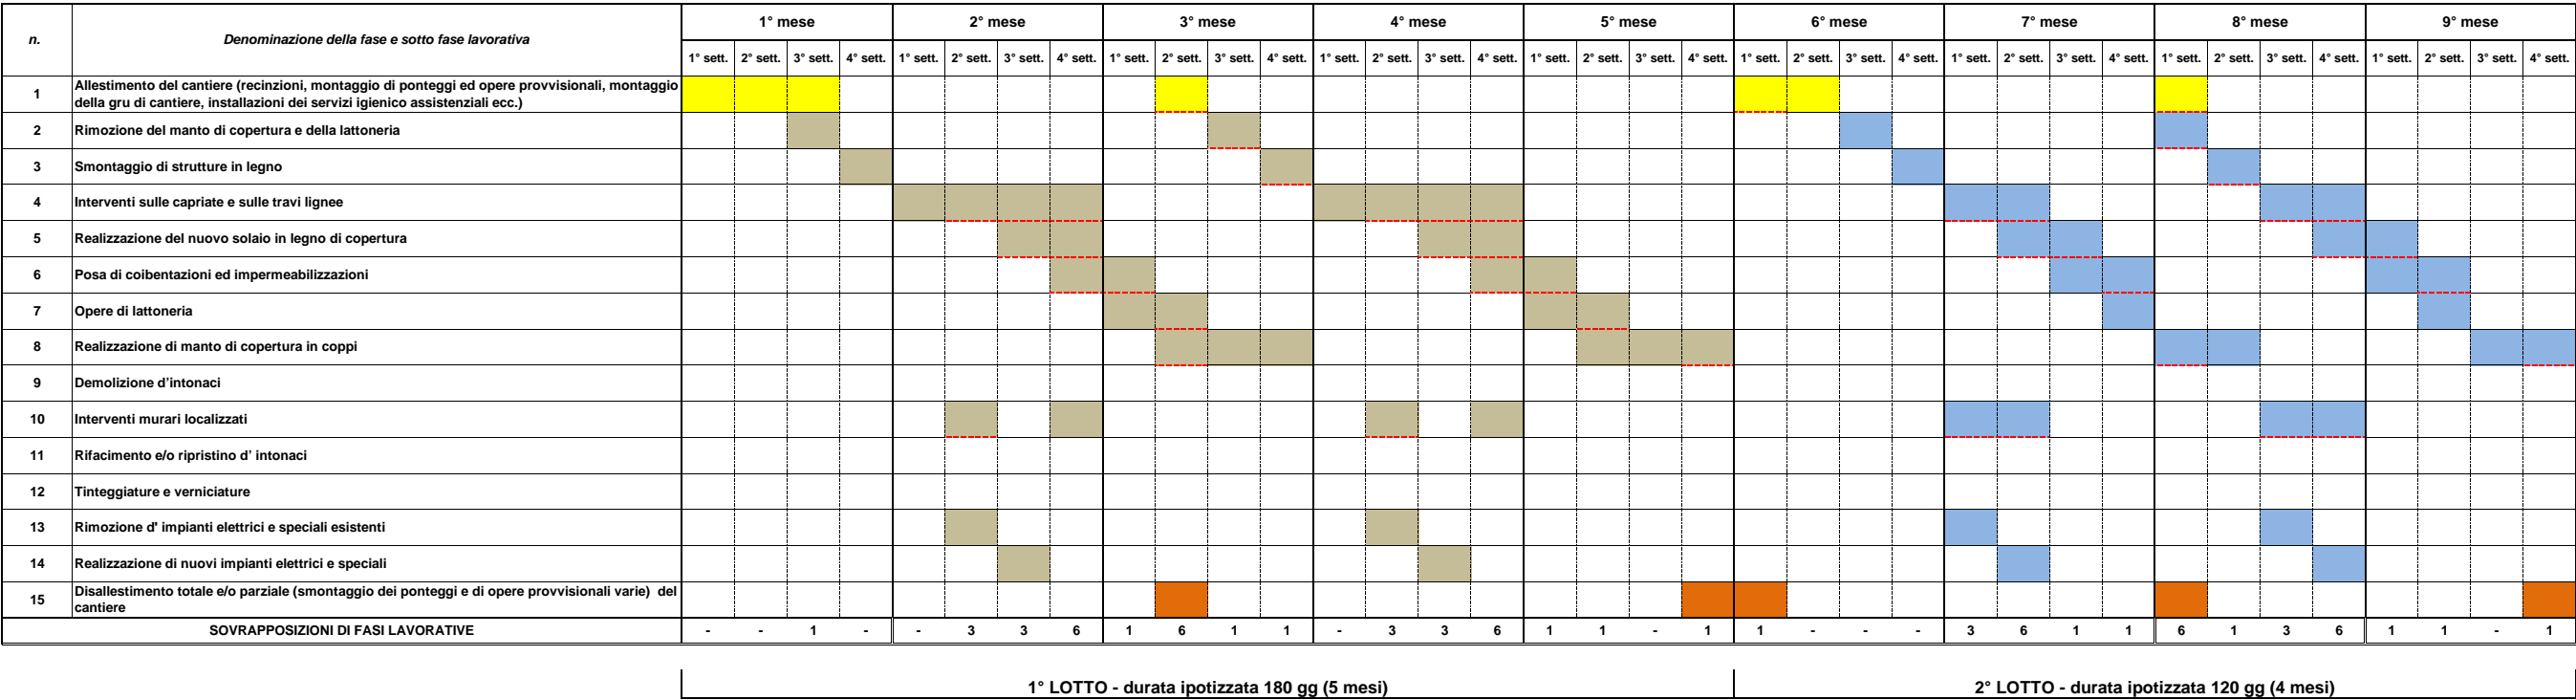 n. Denominazione della fase e sotto fase lavorativa 1° mese 2° mese 3° mese 4° mese 5° mese 6° mese 7° mese 8° mese 9° mese
1° sett. 2° sett. 3° sett. 4° sett. 1° sett. 2° sett. 3° sett. 4° sett. 1° sett. 2° sett. 3° sett. 4° sett. 1° sett. 2° sett. 3° sett. 4° sett. 1° sett. 2° sett. 3° sett. 4° sett. 1° sett. 2° sett. 3° sett. 4° sett. 1° sett. 2° sett. 3° sett. 4° sett. 1° sett. 2° sett. 3° sett. 4° sett. 1° sett. 2° sett. 3° sett. 4° sett.
1 Allestimento del cantiere (recinzioni, montaggio di ponteggi ed opere provvisionali, montaggio
della gru di cantiere, installazioni dei servizi igienico assistenziali ecc.)
2 Rimozione del manto di copertura e della lattoneria
3 Smontaggio di strutture in legno
4 Interventi sulle capriate e sulle travi lignee
5 Realizzazione del nuovo solaio in legno di copertura
6 Posa di coibentazioni ed impermeabilizzazioni
7 Opere di lattoneria
8 Realizzazione di manto di copertura in coppi
9 Demolizione d'intonaci
10 Interventi murari localizzati
11 Rifacimento e/o ripristino d' intonaci
12 Tinteggiature e verniciature
13 Rimozione d' impianti elettrici e speciali esistenti
14 Realizzazione di nuovi impianti elettrici e speciali
15 Disallestimento totale e/o parziale (smontaggio dei ponteggi e di opere provvisionali varie) del
cantiere
SOVRAPPOSIZIONI DI FASI LAVORATIVE - - 1 - - 3 3 6 1 6 1 1 - 3 3 6 1 1 - 1 1 - - - 3 6 1 1 6 1 3 6 1 1 - 1
1° LOTTO - durata ipotizzata 180 gg (5 mesi) 2° LOTTO - durata ipotizzata 120 gg (4 mesi)